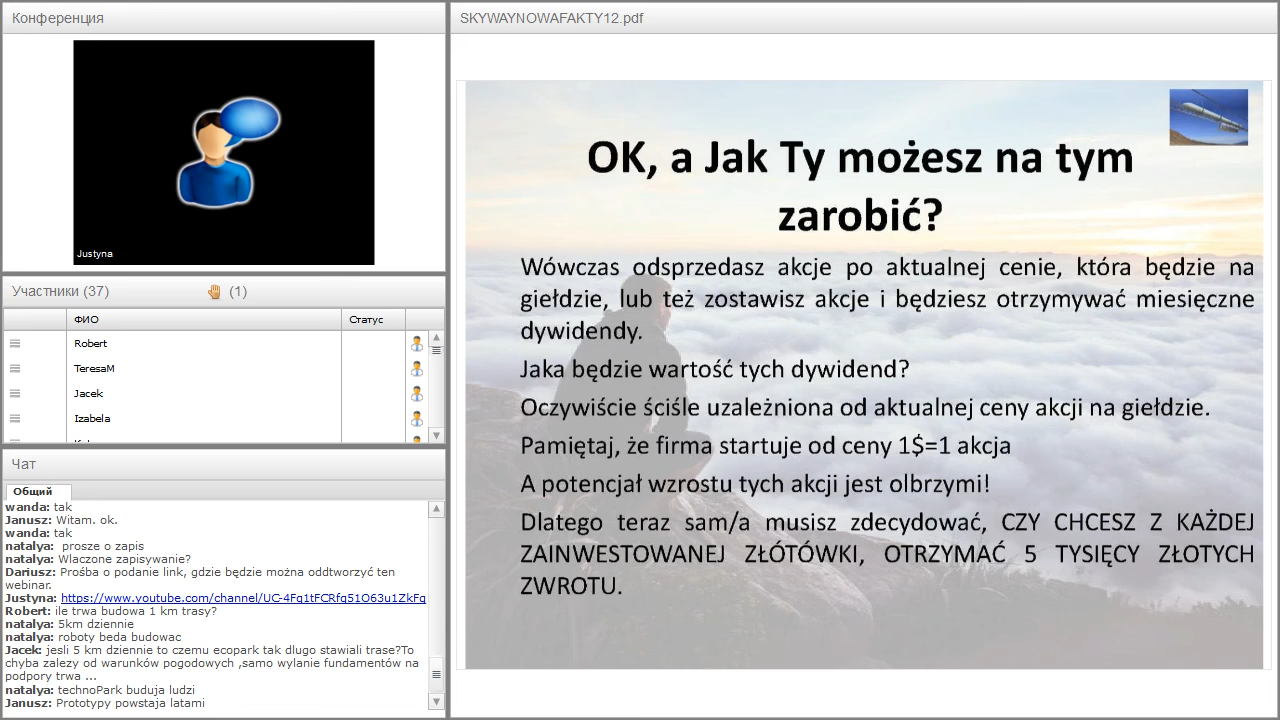 Конференция
Justyna
Участники (37)
(1)
ФИО
Статус
Robert
TeresaM
Jacek
Izabela
Чат
Общий
wanda: tak
Janusz: Witam. ok.
wanda: tak
natalya: prosze o zapis
natalya: Wlaczone zapisywanie?
Dariusz: Prośba o podanie link, gdzie będzie można oddtworzyć ten
webinar.
Justyna: https://www.youtube.com/channel/UC-4Fq1tFCRfq51O63u1ZkFg
Robert: ile trwa budowa 1 km trasy?
natalya: 5km dziennie
natalya: roboty beda budowac
Jacek: jesli 5 km dziennie to czemu ecopark tak dlugo stawiali trase?To
chyba zalezy od warunków pogodowych ,samo wylanie fundamentów na
podpory trwa ...
natalya: technoPark buduja ludzi
Janusz: Prototypy powstaja latami
SKYWAYNOWAFAKTY12.pdf
OK, a Jak Ty możesz na tym
zarobić?
Wówczas odsprzedasz akcje po aktualnej cenie, która będzie na
giełdzie, lub też zostawisz akcje i będziesz otrzymywać miesięczne
dywidendy.
Jaka będzie wartość tych dywidend?
Oczywiście ściśle uzależniona od aktualnej ceny akcji na giełdzie.
Pamiętaj, że firma startuje od ceny 1$=1 akcja
A potencjał wzrostu tych akcji jest olbrzymi!
Dlatego teraz sam/a musisz zdecydować, CZY CHCESZ Z KAŻDEJ
ZAINWESTOWANEJ ZŁÓTÓWKI, OTRZYMAĆ 5 TYSIĘCY ZŁOTYCH
ZWROTU.